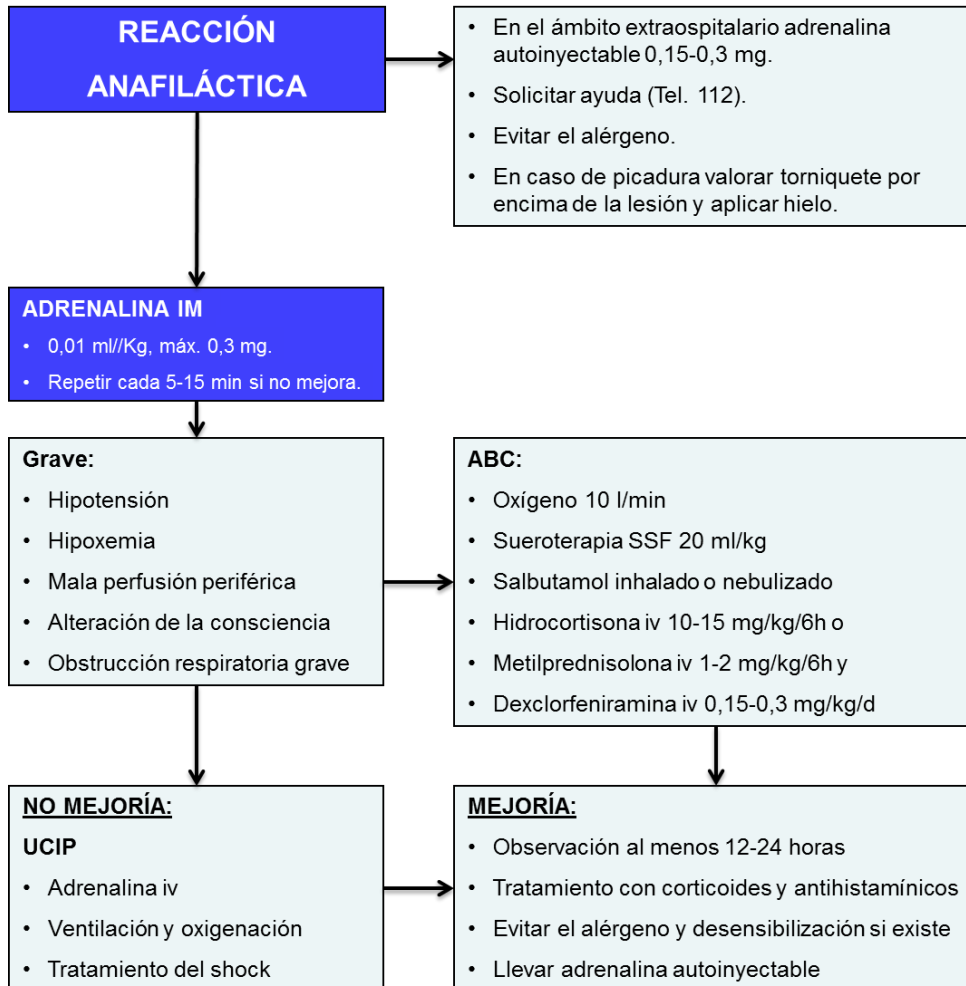 REACCIÓN
ANAFILÁCTICA
• En el ámbito extraospitalario adrenalina
autoinyectable 0,15-0,3 mg.
• Solicitar ayuda (Tel. 112).
• Evitar el alérgeno.
• En caso de picadura valorar torniquete por
encima de la lesión y aplicar hielo.
ADRENALINA IM
• 0,01 ml//Kg, máx. 0,3 mg.
• Repetir cada 5-15 min si no mejora.
Grave:
• Hipotensión
• Hipoxemia
• Mala perfusión periférica
• Alteración de la consciencia
• Obstrucción respiratoria grave
ABC:
• Oxígeno 10 l/min
• Sueroterapia SSF 20 ml/kg
• Salbutamol inhalado o nebulizado
• Hidrocortisona iv 10-15 mg/kg/6h o
• Metilprednisolona iv 1-2 mg/kg/6h y
• Dexclorfeniramina iv 0,15-0,3 mg/kg/d
NO MEJORÍA:
UCIP
• Adrenalina iv
• Ventilación y oxigenación
• Tratamiento del shock
MEJORÍA:
• Observación al menos 12-24 horas
• Tratamiento con corticoides y antihistamínicos
• Evitar el alérgeno y desensibilización si existe
• Llevar adrenalina autoinyectable